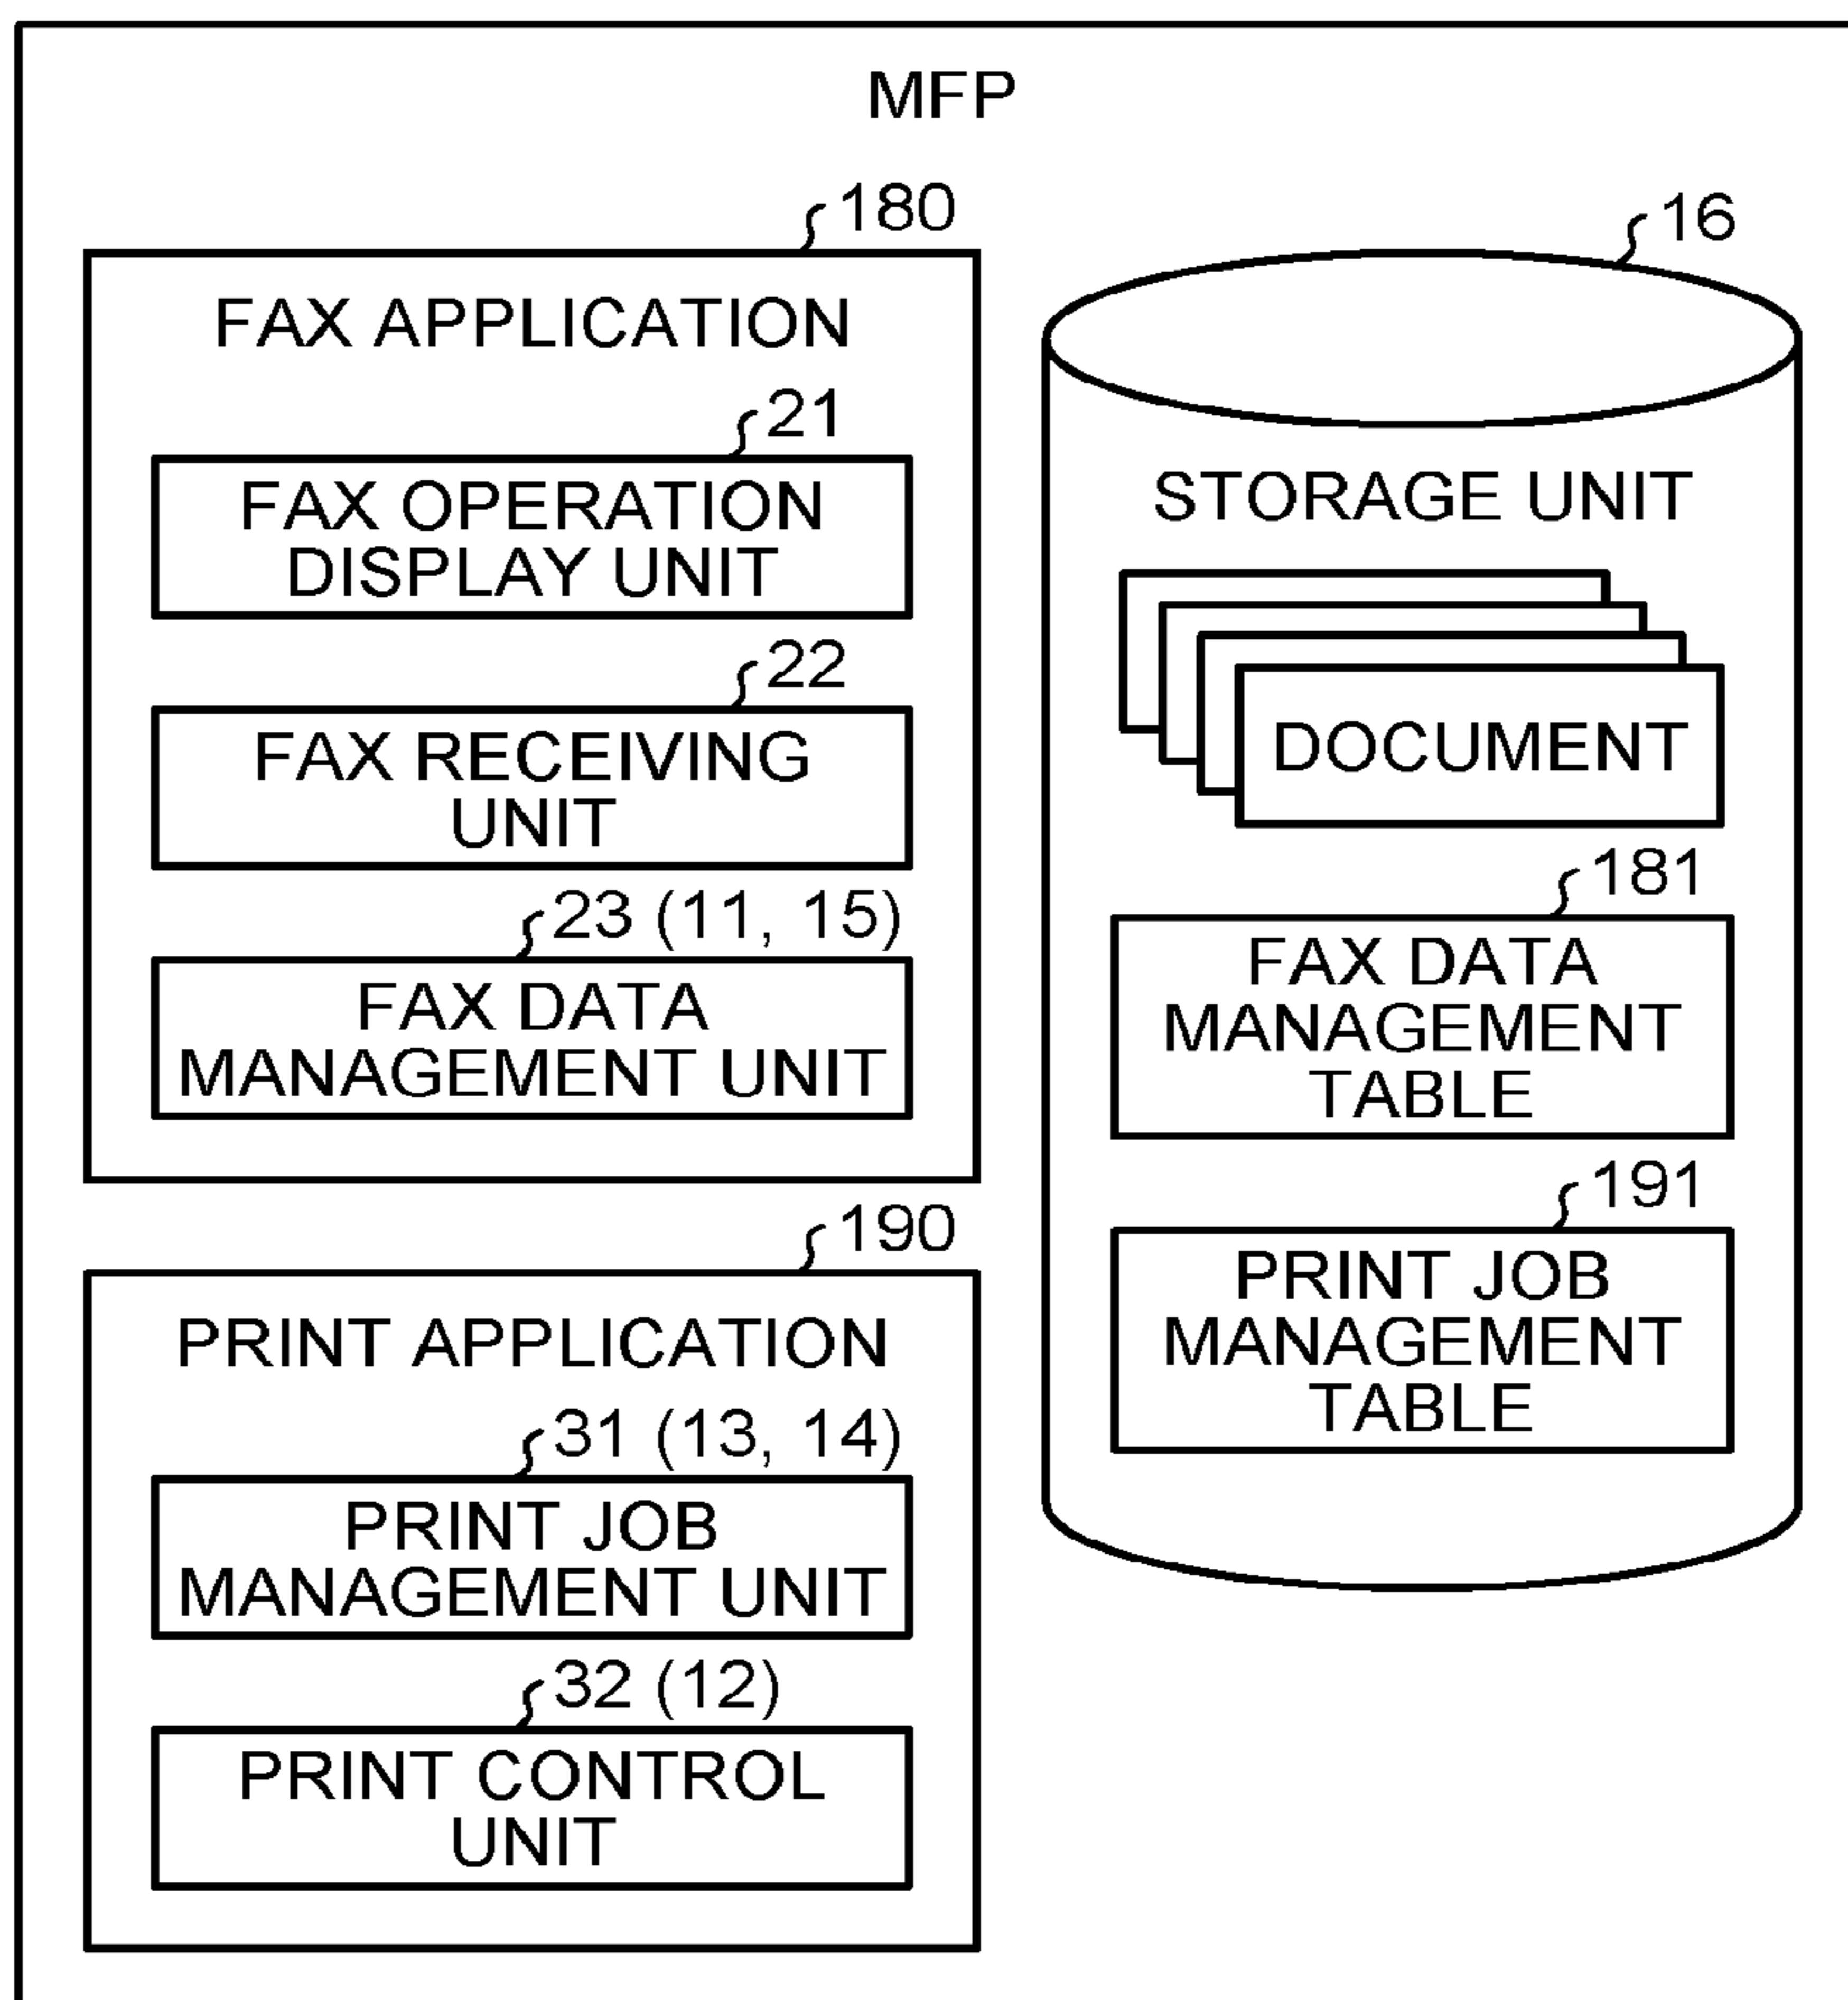 MFP
180
FAX APPLICATION
21
FAX OPERATION
DISPLAY UNIT
22
FAX RECEIVING
UNIT
23 (11, 15)
FAX DATA
MANAGEMENT UNIT
190
PRINT APPLICATION
31 (13, 14)
PRINT JOB
MANAGEMENT UNIT
32 (12)
PRINT CONTROL
UNIT
16
STORAGE UNIT
DOCUMENT
181
FAX DATA
MANAGEMENT
TABLE
191
PRINT JOB
MANAGEMENT
TABLE